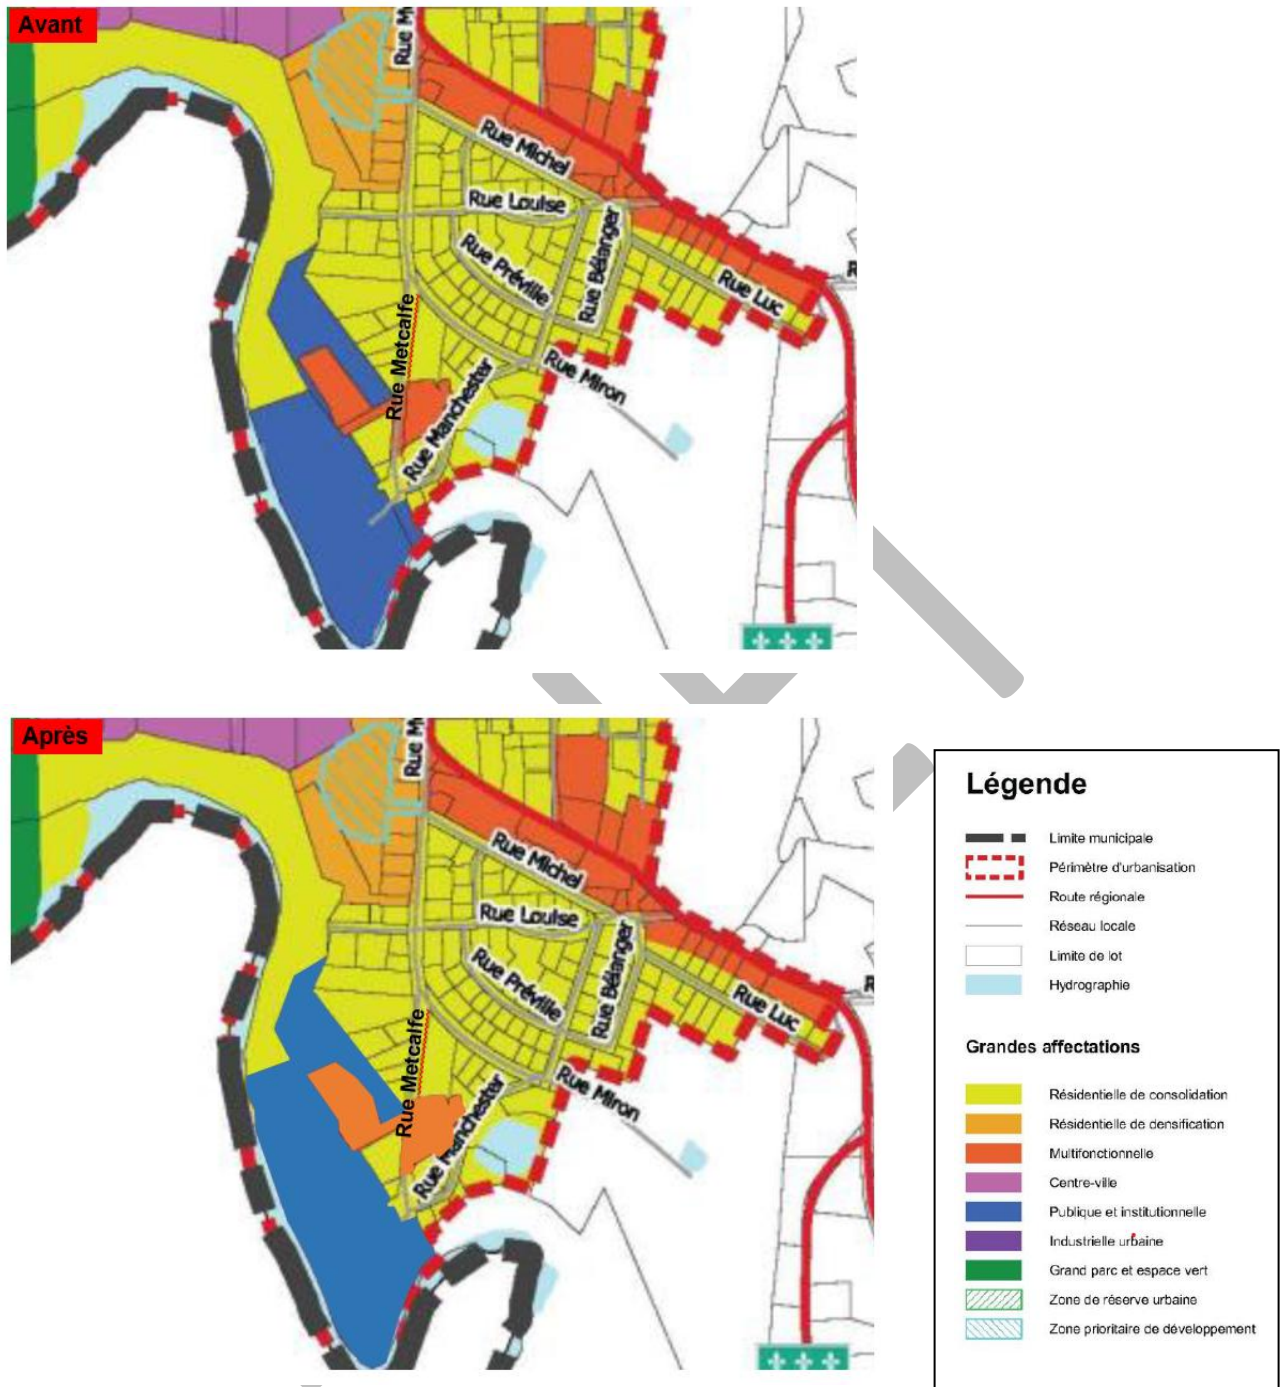 Avant
Rue M
Rue Michel
Rue Louise
Rue Bélanger
Rue Préville
Rue Luc
R
Rue Metcalfe
Rue Miron
Rue Manchester
Après
Rue M
Rue Michel
Rue Louise
Rue Bélanger
Rue Préville
Rue Luc
R
Rue Metcalfe
Rue Miron
Rue Manchester
Légende
Limite municipale
Périmètre d'urbanisation
Route régionale
Réseau locale
Limite de lot
Hydrographie
Grandes affectations
Résidentielle de consolidation
Résidentielle de densification
Multifonctionnelle
Centre-ville
Publique et institutionnelle
Industrielle urbaine
Grand parc et espace vert
Zone de réserve urbaine
Zone prioritaire de développement